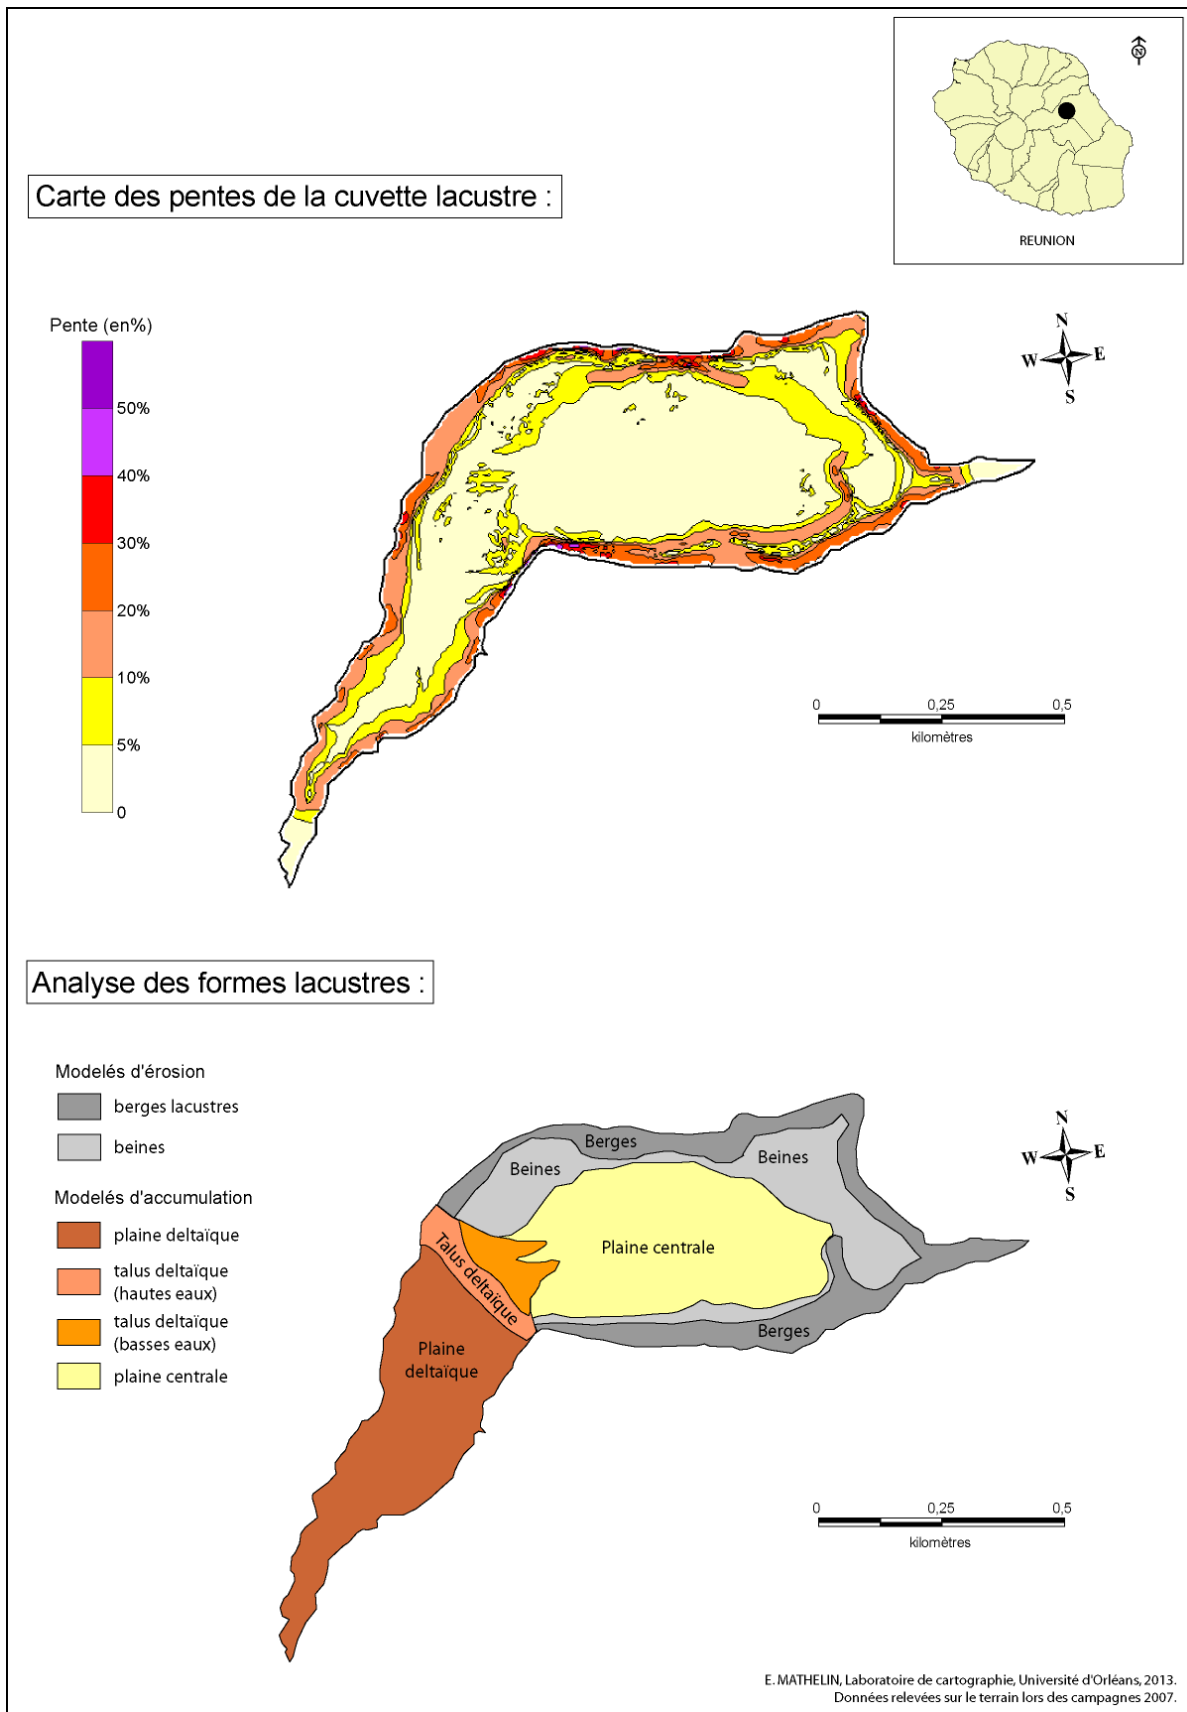 N
REUNION
Carte des pentes de la cuvette lacustre :
Pente (en%)
50%
40%
30%
20%
10%
5%
0
N
W E
S
0 0,25 0,5
kilomètres
Analyse des formes lacustres :
Modelés d'érosion
berges lacustres
beines
Modelés d'accumulation
plaine deltaïque
talus deltaïque
(hautes eaux)
talus deltaïque
(basses eaux)
plaine centrale
Berges
Beines
Beines
Talus deltaïque
Plaine centrale
Berges
Plaine
deltaïque
N
W E
S
0 0,25 0,5
kilomètres
E. MATHELIN, Laboratoire de cartographie, Université d'Orléans, 2013.
Données relevées sur le terrain lors des campagnes 2007.